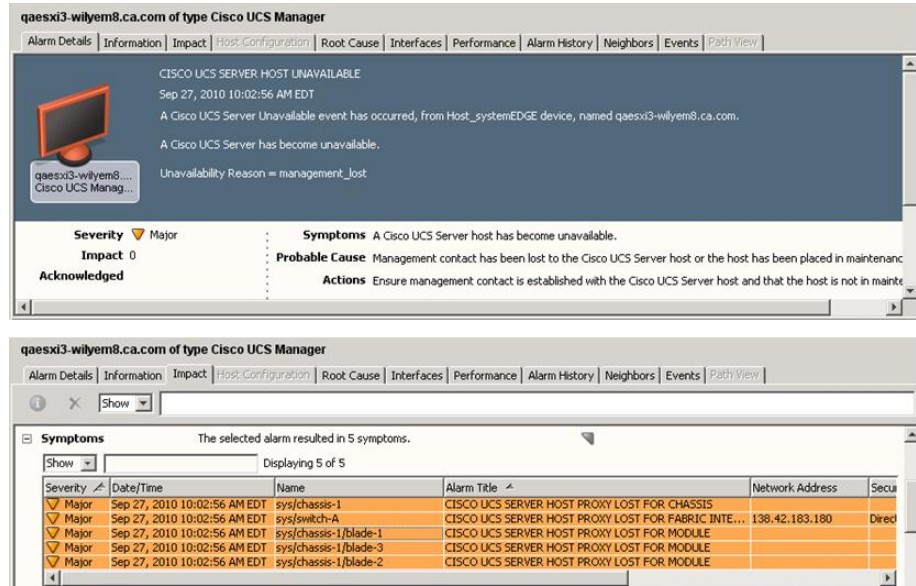 qaesxi3-wilyem8.ca.com of type Cisco UCS Manager
Alarm Details Information Impact Host Configuration Root Cause Interfaces Performance Alarm History Neighbors Events Path View
CISCO UCS SERVER HOST UNAVAILABLE
Sep 27, 2010 10:02:56 AM EDT
A Cisco UCS Server Unavailable event has occurred, from Host_systemEDGE device, named qaesxi3-wilyem8.ca.com.
A Cisco UCS Server has become unavailable.
Unavailability Reason = management_lost
qaesxi3-wilyem8....
Cisco UCS Manag...
Severity Major
Impact 0
Acknowledged
Symptoms A Cisco UCS Server host has become unavailable.
Probable Cause Management contact has been lost to the Cisco UCS Server host or the host has been placed in maintenanc
Actions Ensure management contact is established with the Cisco UCS Server host and that the host is not in mainte
qaesxi3-wilyem8.ca.com of type Cisco UCS Manager
Alarm Details Information Impact Host Configuration Root Cause Interfaces Performance Alarm History Neighbors Events Path View
Show
Symptoms The selected alarm resulted in 5 symptoms.
Show Displaying 5 of 5
Severity Date/Time Name Alarm Title Network Address Secur
Major Sep 27, 2010 10:02:56 AM EDT sys/chassis-1 CISCO UCS SERVER HOST PROXY LOST FOR CHASSIS
Major Sep 27, 2010 10:02:56 AM EDT sys/switch-A CISCO UCS SERVER HOST PROXY LOST FOR FABRIC INTE... 138.42.183.180 Direct
Major Sep 27, 2010 10:02:56 AM EDT sys/chassis-1/blade-1 CISCO UCS SERVER HOST PROXY LOST FOR MODULE
Major Sep 27, 2010 10:02:56 AM EDT sys/chassis-1/blade-3 CISCO UCS SERVER HOST PROXY LOST FOR MODULE
Major Sep 27, 2010 10:02:56 AM EDT sys/chassis-1/blade-2 CISCO UCS SERVER HOST PROXY LOST FOR MODULE